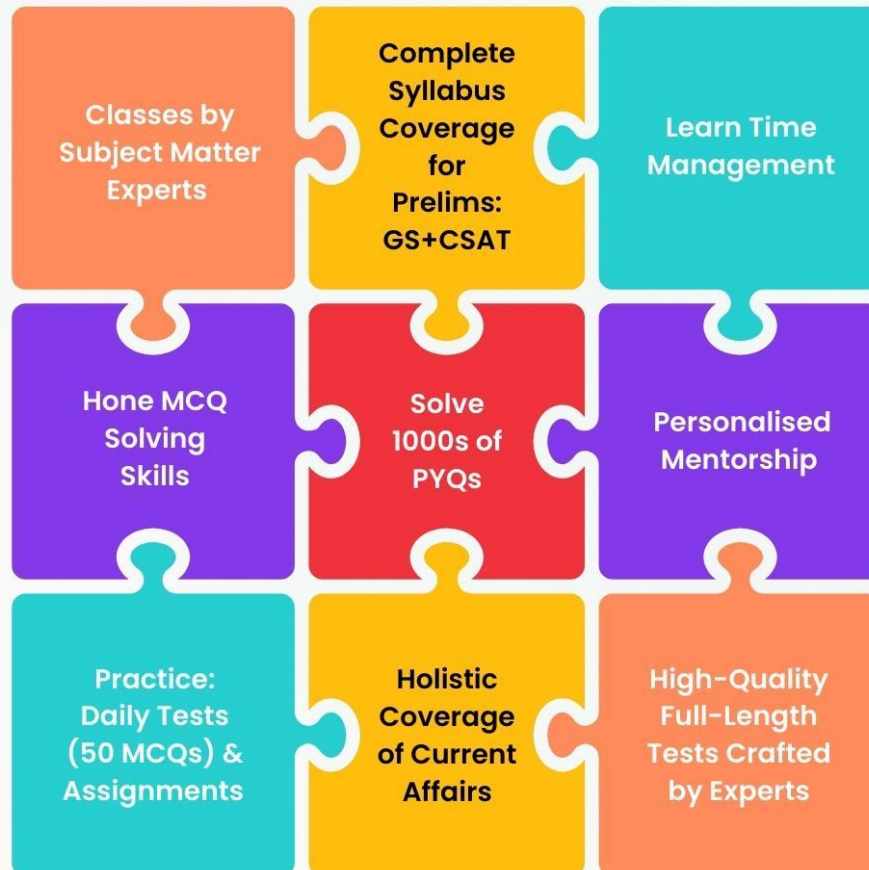 Classes by
Subject Matter
Experts
Complete
Syllabus
Coverage
for
Prelims:
GS+CSAT
Learn Time
Management
Hone MCQ
Solving
Skills
Solve
1000s of
PYQs
Personalised
Mentorship
Practice:
Daily Tests
(50 MCQs) &
Assignments
Holistic
Coverage
of Current
Affairs
High-Quality
Full-Length
Tests Crafted
by Experts